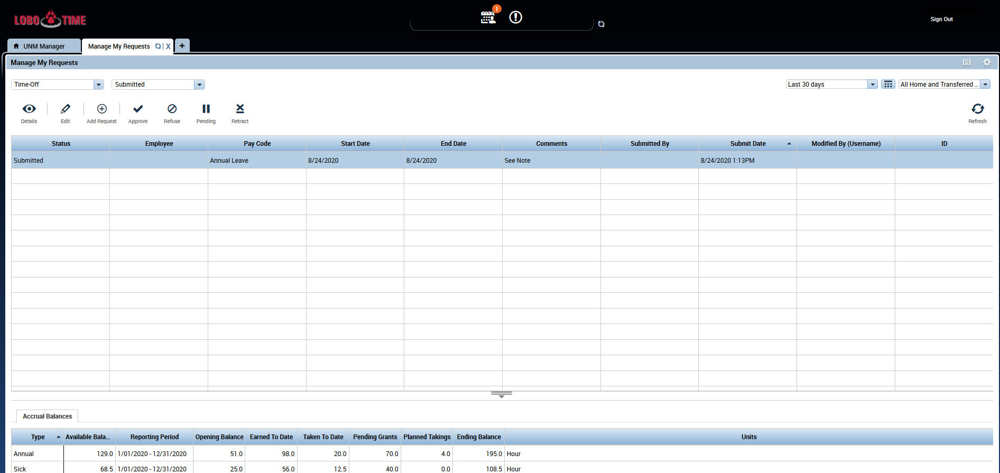 LOBO TIME
1
Sign Out
UNM Manager
Manage My Requests
X
+
Manage My Requests
Time-Off
Submitted
Last 30 days
All Home and Transferred ...
Details
Edit
Add Request
Approve
Refuse
Pending
Retract
Refresh
Status Employee Pay Code Start Date End Date Comments Submitted By Submit Date Modified By (Username) ID
Submitted Annual Leave 8/24/2020 8/24/2020 See Note 8/24/2020 1:13PM
Accrual Balances
Type Available Bala... Reporting Period Opening Balance Earned To Date Taken To Date Pending Grants Planned Takings Ending Balance Units
Annual 129.0 1/01/2020 - 12/31/2020 51.0 98.0 20.0 70.0 4.0 195.0 Hour
Sick 68.5 1/01/2020 - 12/31/2020 25.0 56.0 12.5 40.0 0.0 108.5 Hour